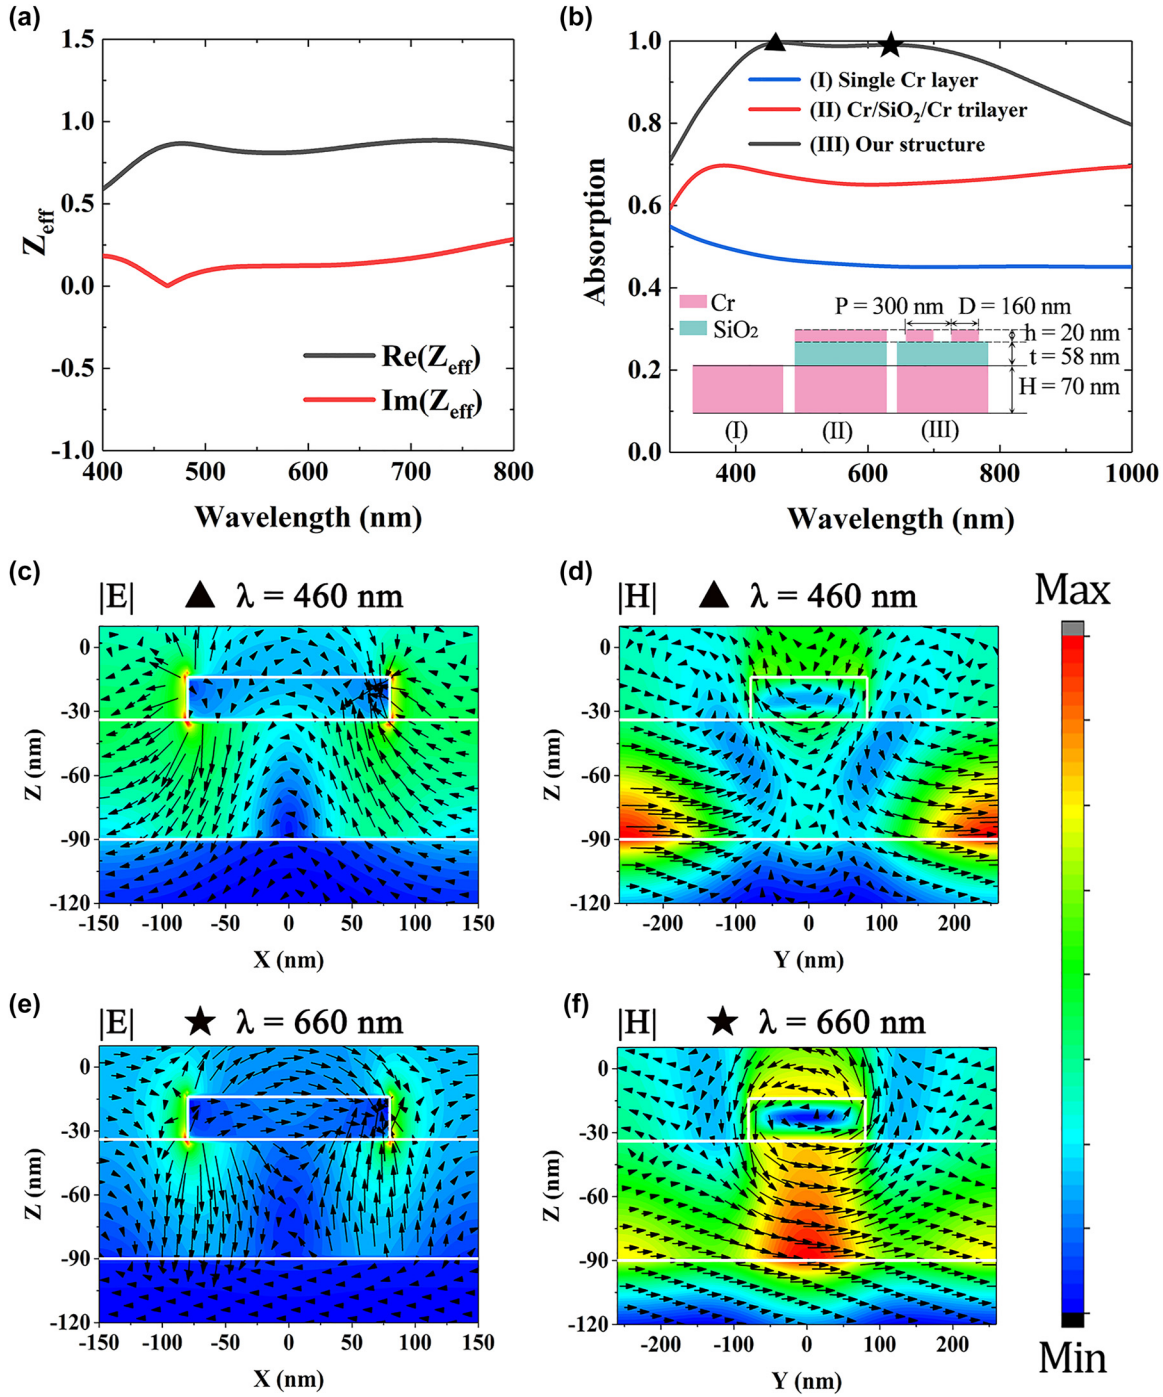 (a)
1.5
1.0
0.5
0.0
-0.5
-1.0
Z_eff
Re(Z_eff)
Im(Z_eff)
400 500 600 700 800
Wavelength (nm)
(b)
1.0
0.8
0.6
0.4
0.2
0.0
Absorption
(I) Single Cr layer
(II) Cr/SiO₂/Cr trilayer
(III) Our structure
Cr
SiO₂
P = 300 nm D = 160 nm
h = 20 nm
t = 58 nm
H = 70 nm
(I) (II) (III)
400 600 800 1000
Wavelength (nm)
(c)
|E| ▲ λ = 460 nm
0
-30
-60
-90
-120
Z (nm)
-150 -100 -50 0 50 100 150
X (nm)
(d)
|H| ▲ λ = 460 nm
0
-30
-60
-90
-120
Z (nm)
-200 -100 0 100 200
Y (nm)
Max
Min
(e)
|E| ★ λ = 660 nm
0
-30
-60
-90
-120
Z (nm)
-150 -100 -50 0 50 100 150
X (nm)
(f)
|H| ★ λ = 660 nm
0
-30
-60
-90
-120
Z (nm)
-200 -100 0 100 200
Y (nm)